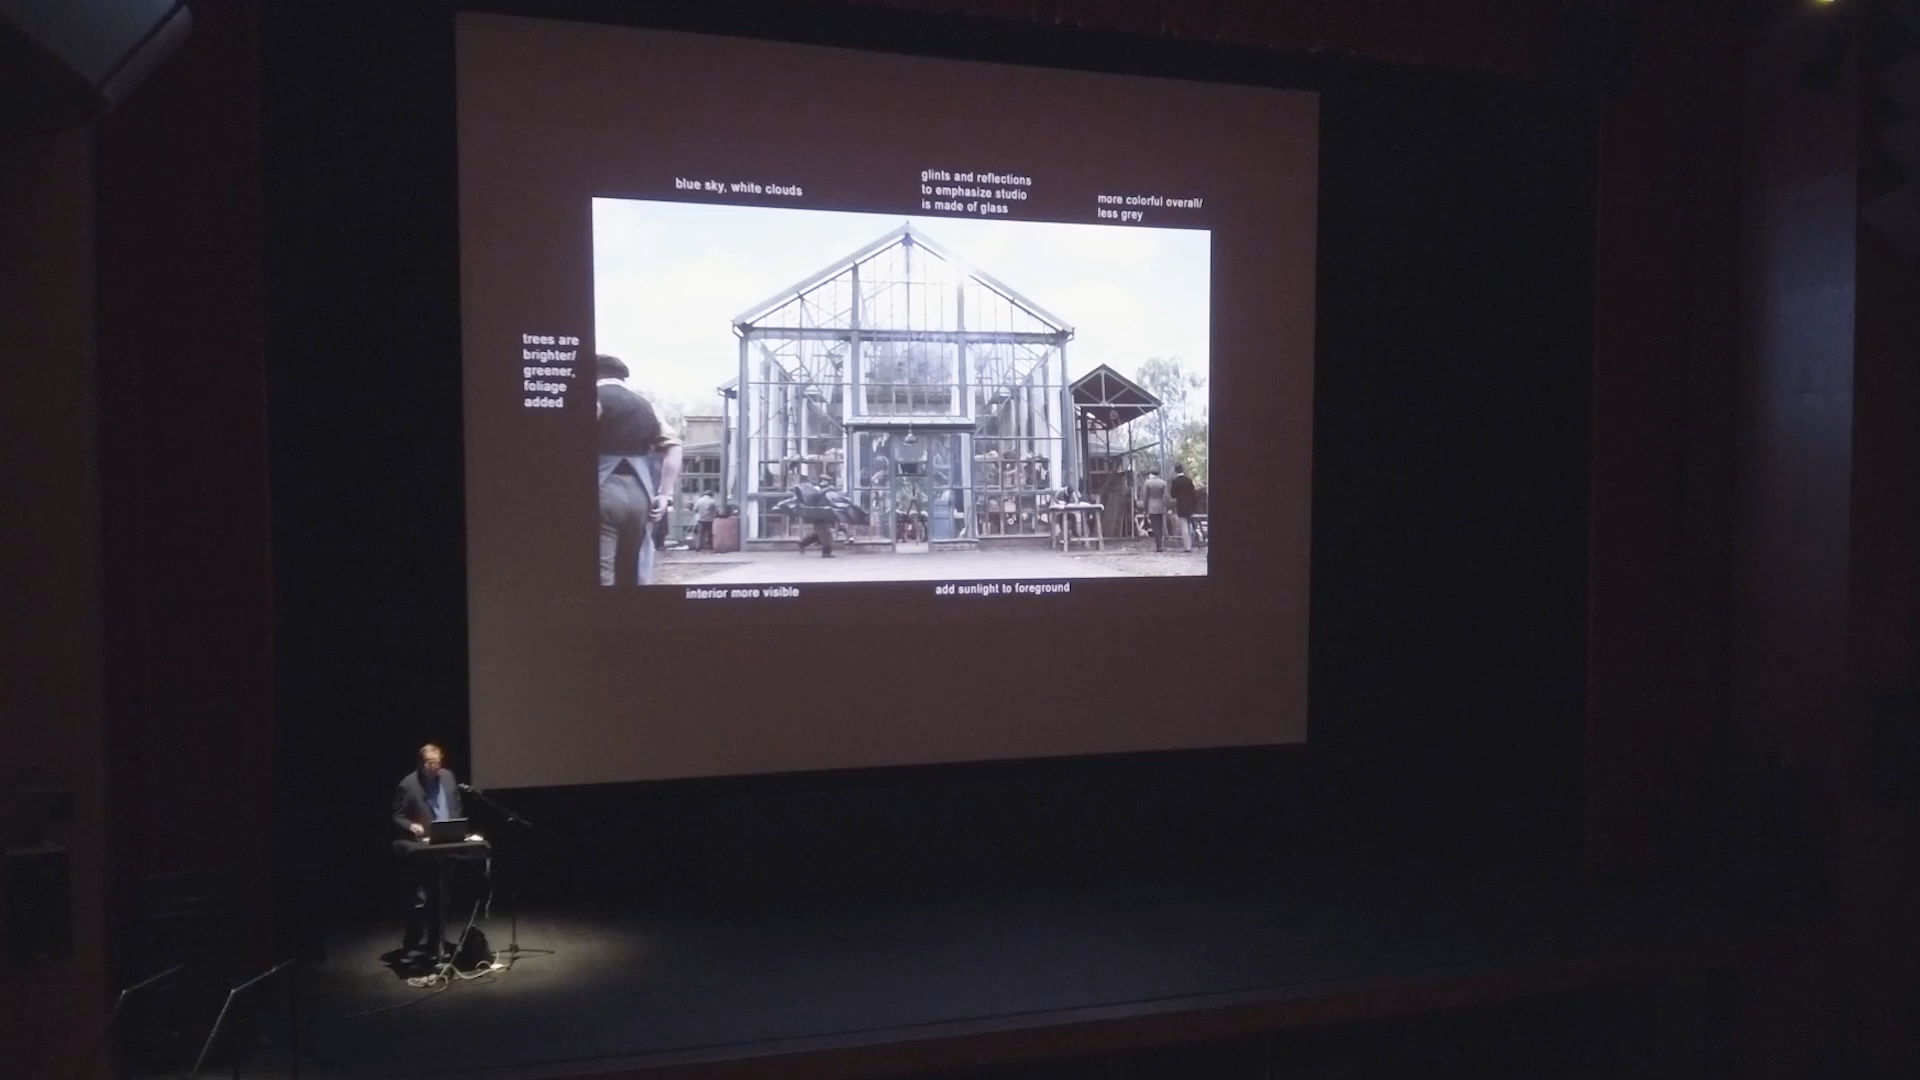 blue sky, white clouds
glints and reflections
to emphasize studio
is made of glass
more colorful overall/
less grey
trees are
brighter/
greener,
foliage
added
interior more visible
add sunlight to foreground